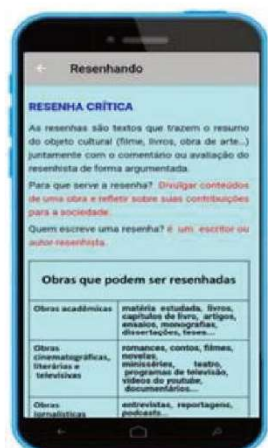 Resenhando
RESENHA CRÍTICA
As resenhas são textos que trazem o resumo
do objeto cultural (filme, livros, obra de arte...)
juntamente com o comentário ou avaliação do
resenhista de forma argumentada.
Para que serve a resenha? Divulgar conteúdos
de uma obra e refletir sobre suas contribuições
para a sociedade.
Quem escreve uma resenha? é um escritor ou
autor resenhista.
Obras que podem ser resenhadas
Obras acadêmicas
matéria estudada, livros,
capítulos de livro, artigos,
ensaios, monografias,
dissertações, teses...
Obras
cinematográficas,
literárias e
televisivas
romances, contos, filmes,
novelas,
minisséries, teatro,
programas de televisão,
vídeos do youtube,
documentários...
Obras
jornalísticas
entrevistas, reportagens,
podcasts...